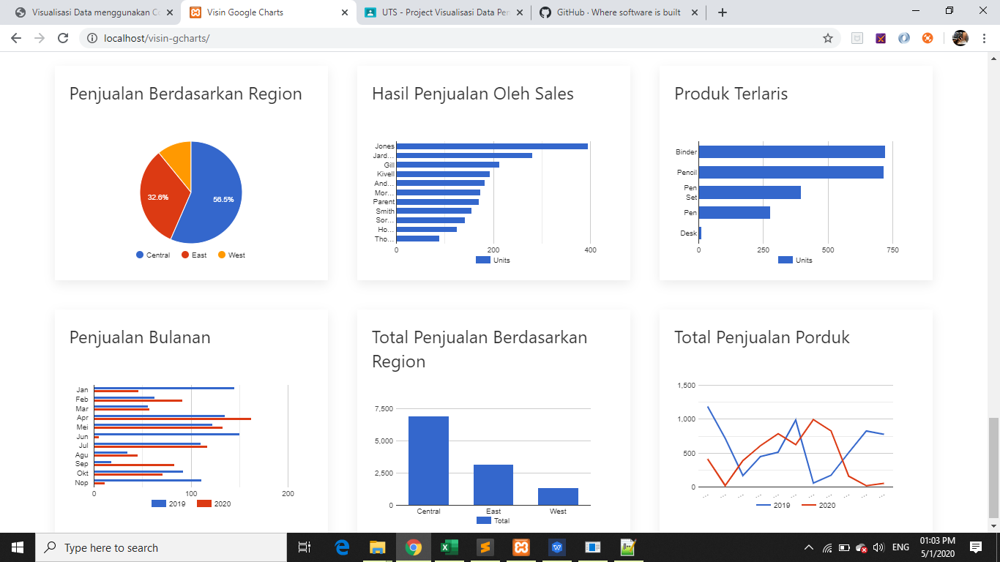 Visualisasi Data menggunakan C
Visin Google Charts
UTS - Project Visualisasi Data Pen
GitHub · Where software is built
localhost/visin-gcharts/
Penjualan Berdasarkan Region
32.6%
56.5%
Central
East
West
Hasil Penjualan Oleh Sales
Jones
Jard...
Gill
Kivell
And...
Mor...
Parent
Smith
Sor...
Ho...
Tho...
0
200
400
Units
Produk Terlaris
Binder
Pencil
Pen
Set
Pen
Desk
0
250
500
750
Units
Penjualan Bulanan
Jan
Feb
Mar
Apr
Mei
Jun
Jul
Agu
Sep
Okt
Nop
0
100
200
2019
2020
Total Penjualan Berdasarkan
Region
7,500
5,000
2,500
0
Central
East
West
Total
Total Penjualan Porduk
1,500
1,000
500
0
2019
2020
Type here to search
ENG
01:03 PM
5/1/2020